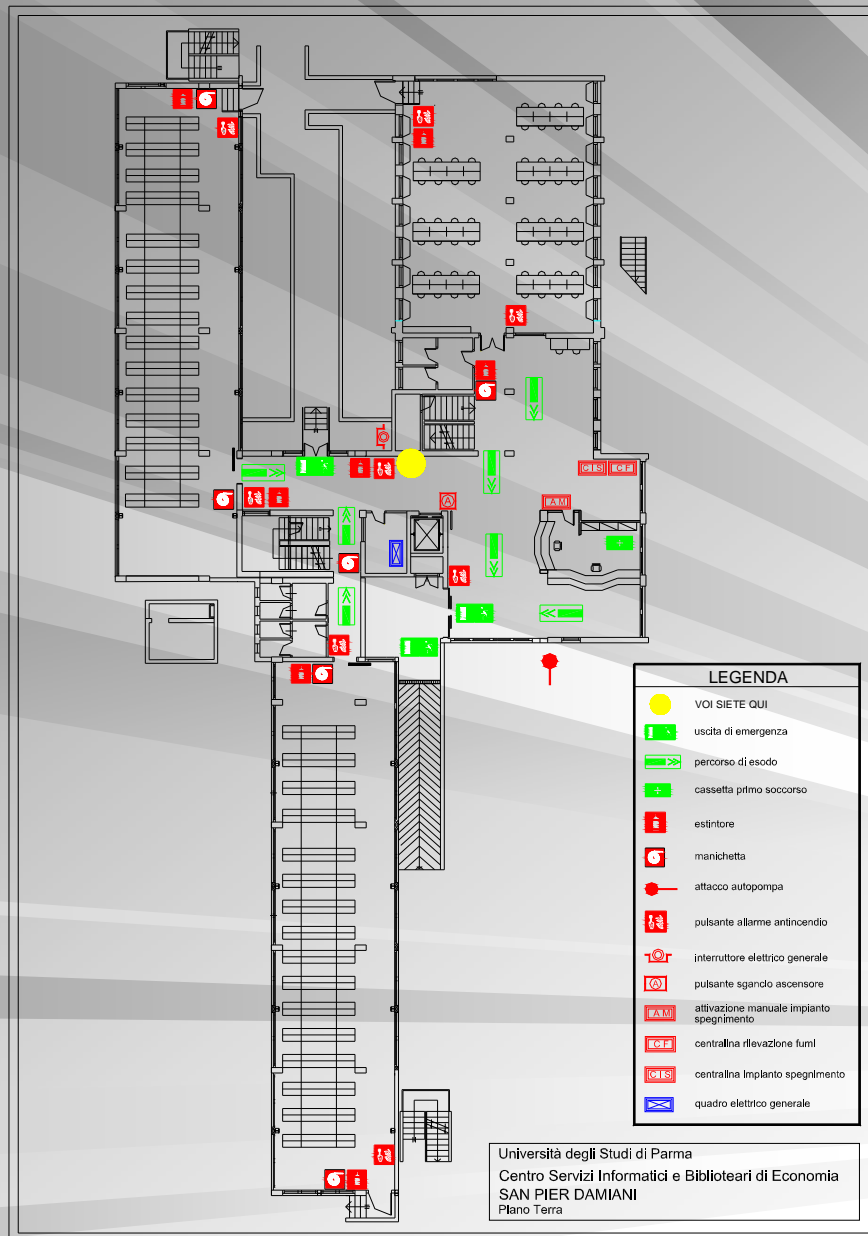 CIS CF
A
AM
LEGENDA
VOI SIETE QUI
uscita di emergenza
percorso di esodo
cassetta primo soccorso
estintore
manichetta
attacco autopompa
pulsante allarme antincendio
interruttore elettrico generale
A pulsante sgancio ascensore
AM attivazione manuale impianto
spegnimento
CF centralina rilevazione fumi
CIS centralina impianto spegnimento
quadro elettrico generale
Università degli Studi di Parma
Centro Servizi Informatici e Biblioteari di Economia
SAN PIER DAMIANI
Piano Terra